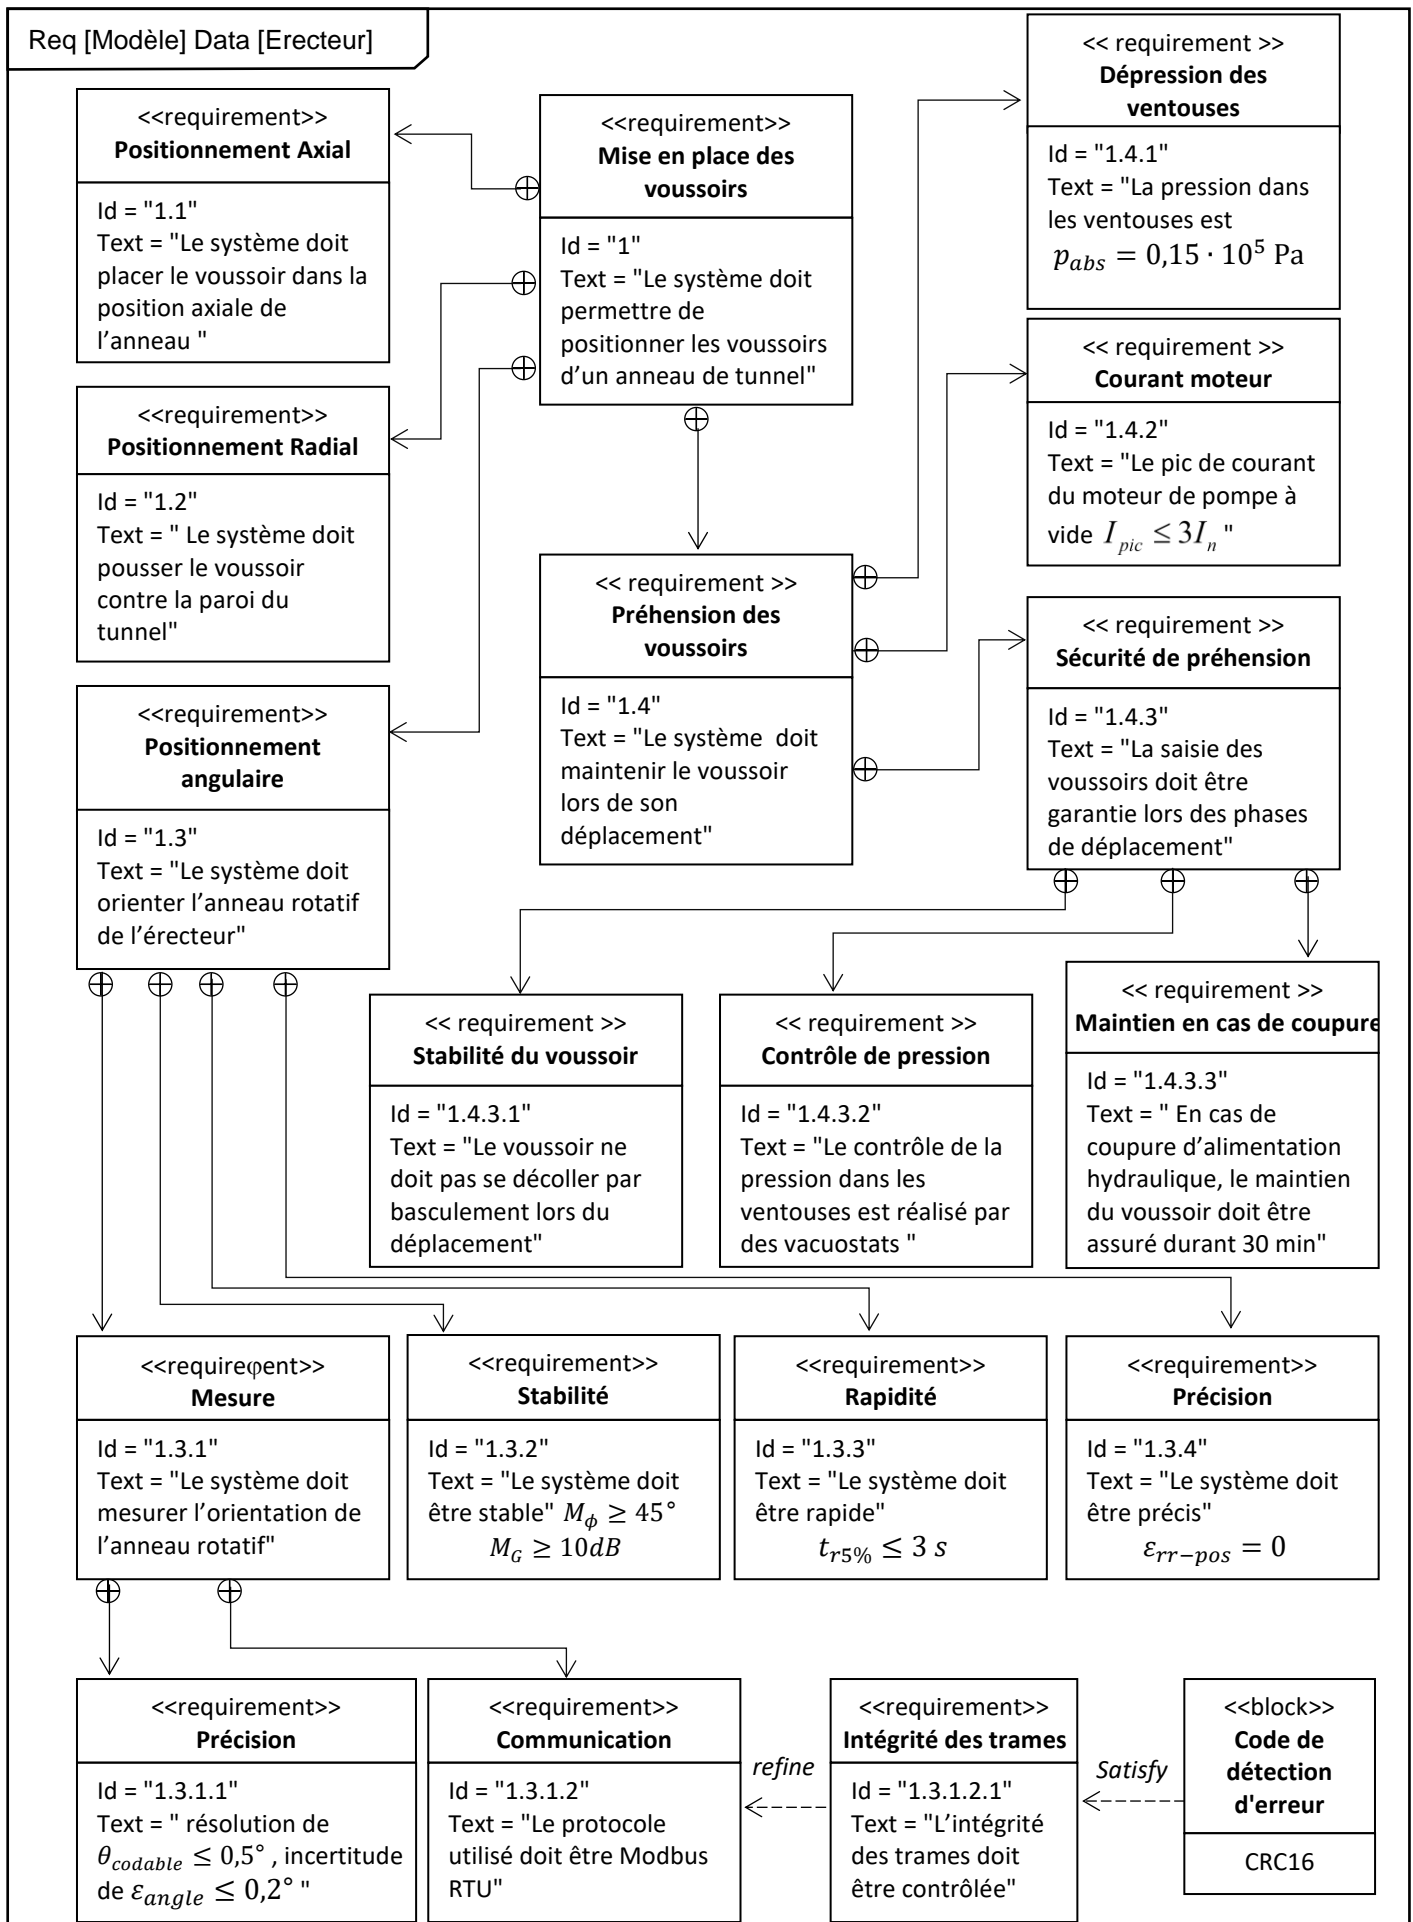 Req [Modèle] Data [Erecteur]
<<requirement>>
Positionnement Axial
Id = "1.1"
Text = "Le système doit
placer le voussoir dans la
position axiale de
l’anneau "
<<requirement>>
Mise en place des
voussoirs
Id = "1"
Text = "Le système doit
permettre de
positionner les voussoirs
d’un anneau de tunnel"
<< requirement >>
Dépression des
ventouses
Id = "1.4.1"
Text = "La pression dans
les ventouses est
p_{abs} = 0,15 · 10^5 Pa
<< requirement >>
Courant moteur
Id = "1.4.2"
Text = "Le pic de courant
du moteur de pompe à
vide I_{pic} ≤ 3I_n "
<<requirement>>
Positionnement Radial
Id = "1.2"
Text = " Le système doit
pousser le voussoir
contre la paroi du
tunnel"
<< requirement >>
Préhension des
voussoirs
Id = "1.4"
Text = "Le système  doit
maintenir le voussoir
lors de son
déplacement"
<< requirement >>
Sécurité de préhension
Id = "1.4.3"
Text = "La saisie des
voussoirs doit être
garantie lors des phases
de déplacement"
<<requirement>>
Positionnement
angulaire
Id = "1.3"
Text = "Le système doit
orienter l’anneau rotatif
de l’érecteur"
<< requirement >>
Stabilité du voussoir
Id = "1.4.3.1"
Text = "Le voussoir ne
doit pas se décoller par
basculement lors du
déplacement"
<< requirement >>
Contrôle de pression
Id = "1.4.3.2"
Text = "Le contrôle de la
pression dans les
ventouses est réalisé par
des vacuostats "
<< requirement >>
Maintien en cas de coupure
Id = "1.4.3.3"
Text = " En cas de
coupure d’alimentation
hydraulique, le maintien
du voussoir doit être
assuré durant 30 min"
<<requireφent>>
Mesure
Id = "1.3.1"
Text = "Le système doit
mesurer l’orientation de
l’anneau rotatif"
<<requirement>>
Stabilité
Id = "1.3.2"
Text = "Le système doit
être stable" M_ϕ ≥ 45°
M_G ≥ 10dB
<<requirement>>
Rapidité
Id = "1.3.3"
Text = "Le système doit
être rapide"
t_{r5%} ≤ 3 s
<<requirement>>
Précision
Id = "1.3.4"
Text = "Le système doit
être précis"
ε_{rr−pos} = 0
<<requirement>>
Précision
Id = "1.3.1.1"
Text = " résolution de
θ_{codable} ≤ 0,5° , incertitude
de ε_{angle} ≤ 0,2° "
<<requirement>>
Communication
Id = "1.3.1.2"
Text = "Le protocole
utilisé doit être Modbus
RTU"
refine
<<requirement>>
Intégrité des trames
Id = "1.3.1.2.1"
Text = "L’intégrité
des trames doit
être contrôlée"
Satisfy
<<block>>
Code de
détection
d'erreur
CRC16